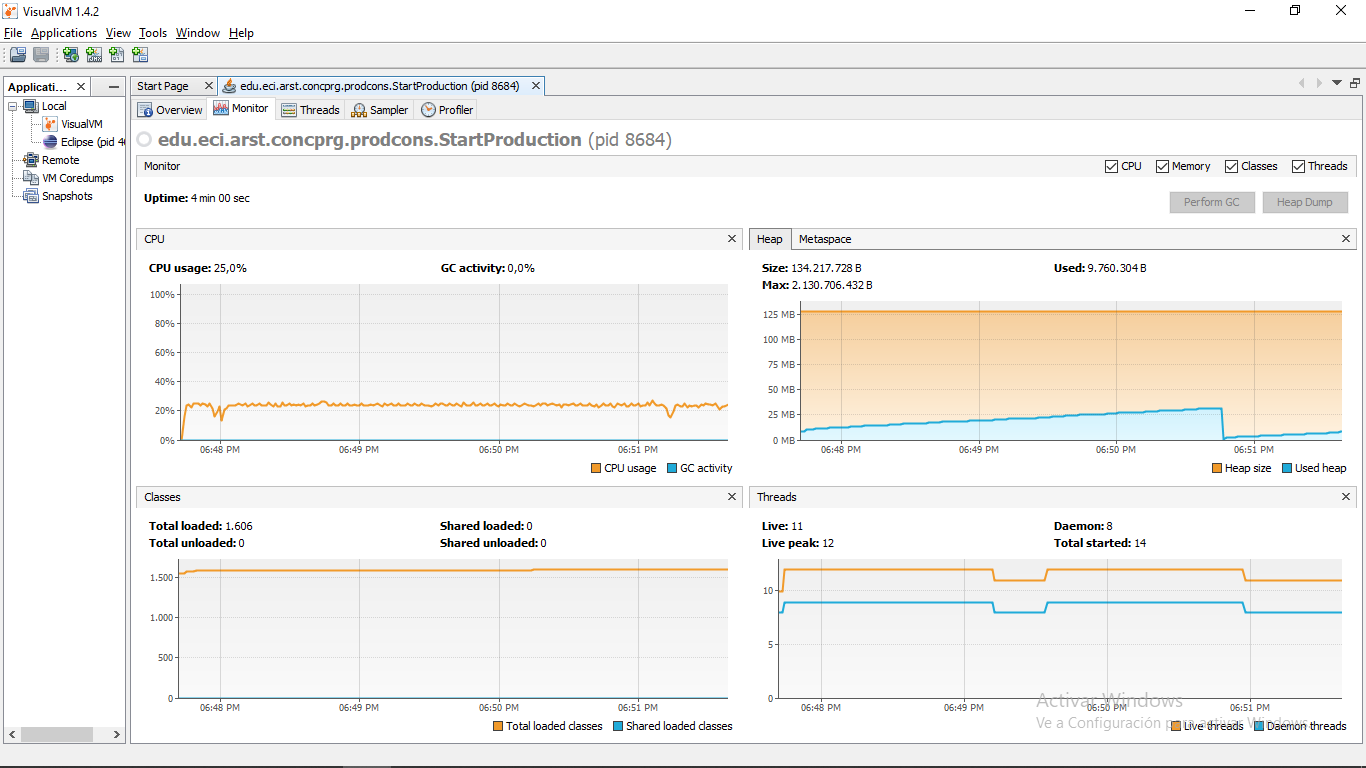 VisualVM 1.4.2
File Applications View Tools Window Help
Applicati...
Start Page
edu.eci.arst.concprg.prodcons.StartProduction (pid 8684)
Local
VisualVM
Eclipse (pid 4
Remote
VM Coredumps
Snapshots
Overview Monitor Threads Sampler Profiler
edu.eci.arst.concprg.prodcons.StartProduction (pid 8684)
Monitor
CPU Memory Classes Threads
Uptime: 4 min 00 sec
Perform GC Heap Dump
CPU
CPU usage: 25,0% GC activity: 0,0%
100%
80%
60%
40%
20%
0%
06:48 PM 06:49 PM 06:50 PM 06:51 PM
CPU usage GC activity
Heap Metaspace
Size: 134.217.728 B Used: 9.760.304 B
Max: 2.130.706.432 B
125 MB
100 MB
75 MB
50 MB
25 MB
0 MB
06:48 PM 06:49 PM 06:50 PM 06:51 PM
Heap size Used heap
Classes
Total loaded: 1.606 Shared loaded: 0
Total unloaded: 0 Shared unloaded: 0
1.500
1.000
500
0
06:48 PM 06:49 PM 06:50 PM 06:51 PM
Total loaded classes Shared loaded classes
Threads
Live: 11 Daemon: 8
Live peak: 12 Total started: 14
10
5
0
06:48 PM 06:49 PM 06:50 PM 06:51 PM
Live threads Daemon threads
Activar Windows
Ve a Configuración para activar Windows.